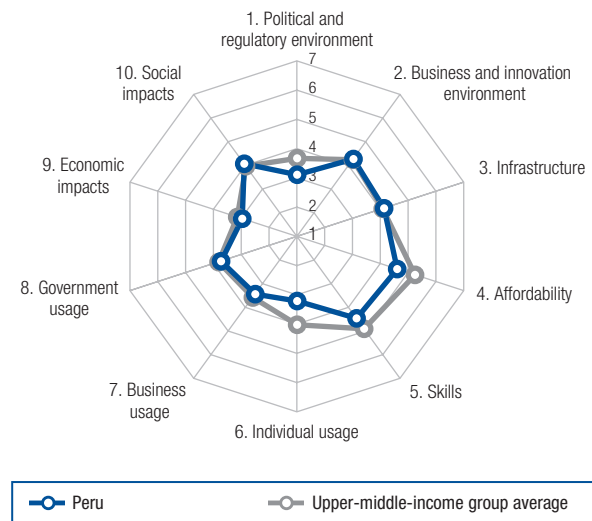 1. Political and
regulatory environment
2. Business and innovation
environment
3. Infrastructure
4. Affordability
5. Skills
6. Individual usage
7. Business
usage
8. Government
usage
9. Economic
impacts
10. Social
impacts
7
6
5
4
3
2
1
Peru
Upper-middle-income group average